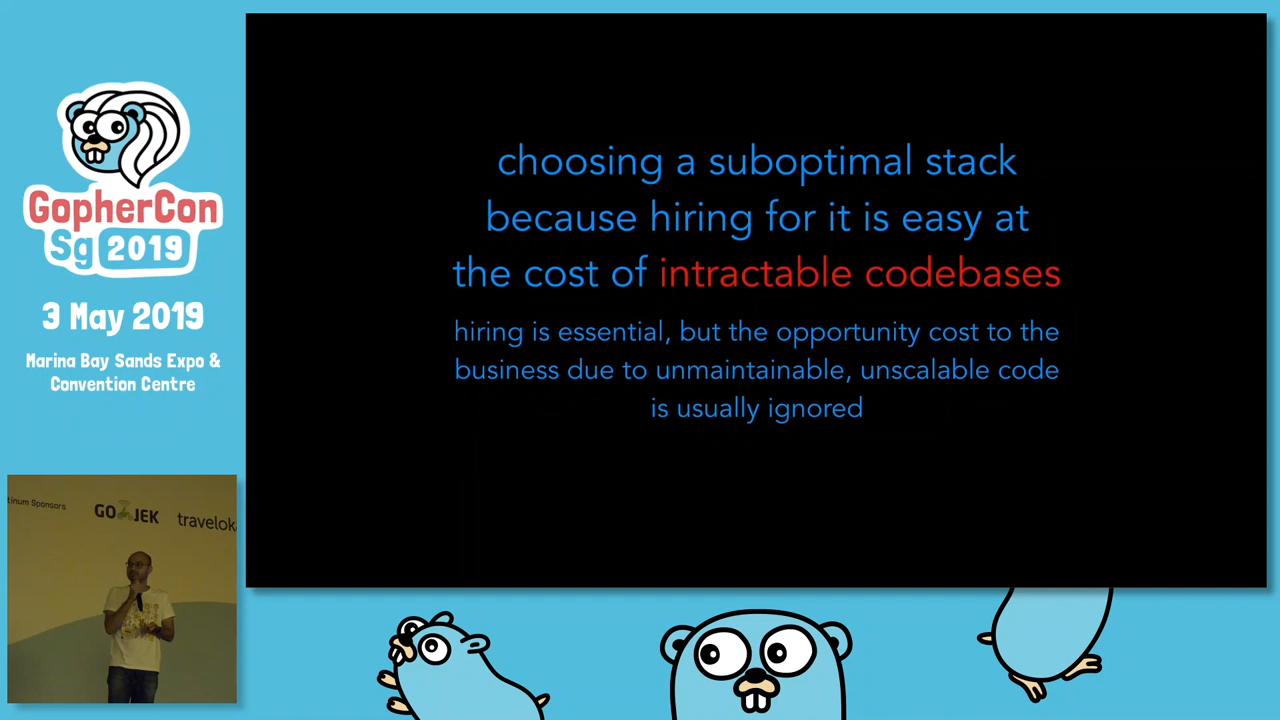 GopherCon
Sg 2019
3 May 2019
Marina Bay Sands Expo &
Convention Centre
choosing a suboptimal stack
because hiring for it is easy at
the cost of intractable codebases
hiring is essential, but the opportunity cost to the
business due to unmaintainable, unscalable code
is usually ignored
tinum Sponsors
GO JEK
travelok